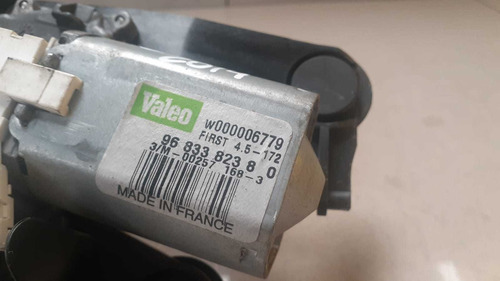 Valeo
W000006779
FIRST 4.5-172
96 833 823 8 0
3/M-00257 168-3
MADE IN FRANCE